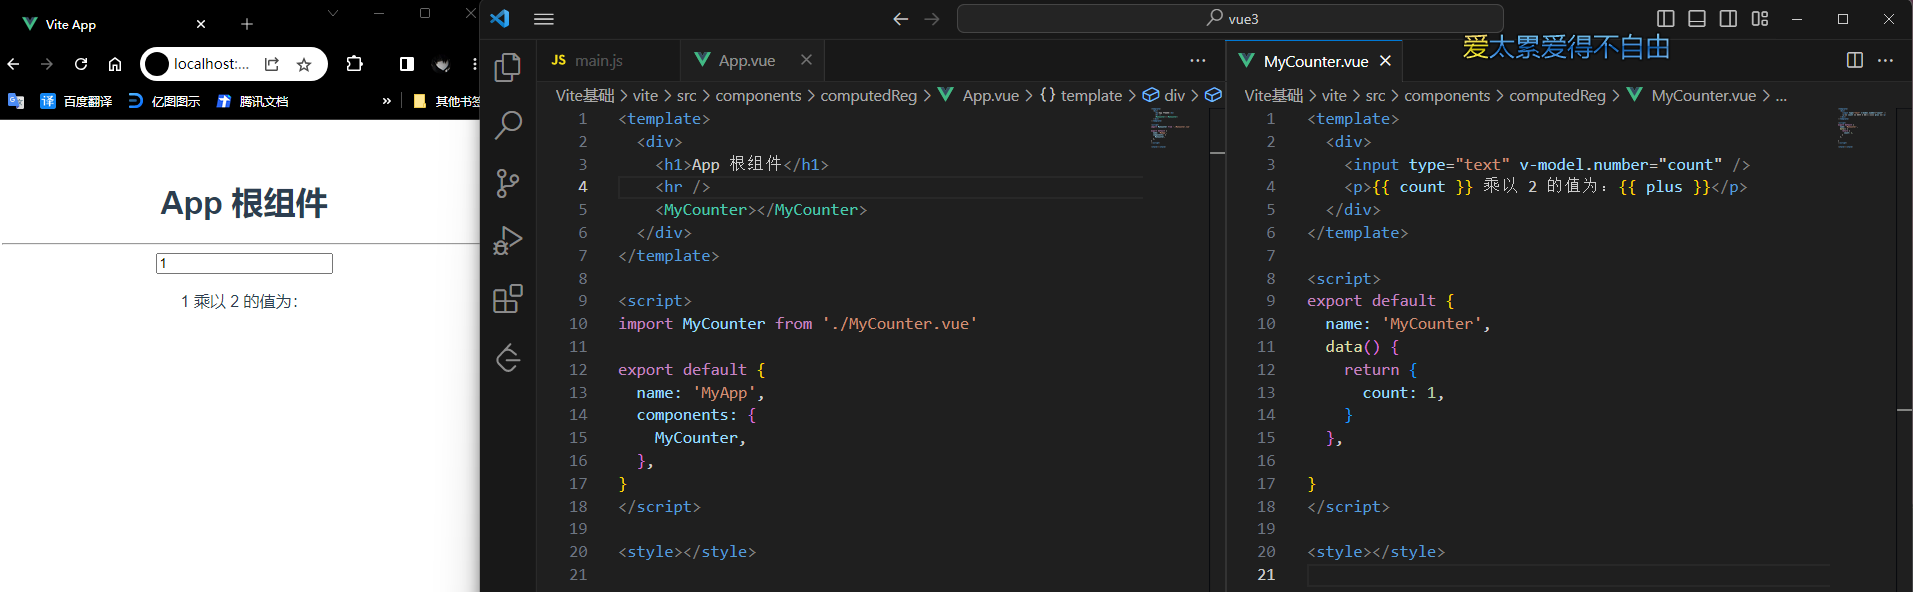 Vite App
localhost:...
百度翻译
亿图图示
腾讯文档
»
其他书签
App 根组件
1
1 乘以 2 的值为：
vue3
爱太累爱得不自由
JS main.js
App.vue
Vite基础 > vite > src > components > computedReg > App.vue > {} template > div >
1 <template>
2 <div>
3 <h1>App 根组件</h1>
4 <hr />
5 <MyCounter></MyCounter>
6 </div>
7 </template>
8
9 <script>
10 import MyCounter from './MyCounter.vue'
11
12 export default {
13 name: 'MyApp',
14 components: {
15 MyCounter,
16 },
17 }
18 </script>
19
20 <style></style>
21
MyCounter.vue
Vite基础 > vite > src > components > computedReg > MyCounter.vue > ...
1 <template>
2 <div>
3 <input type="text" v-model.number="count" />
4 <p>{{ count }} 乘以 2 的值为：{{ plus }}</p>
5 </div>
6 </template>
7
8 <script>
9 export default {
10 name: 'MyCounter',
11 data() {
12 return {
13 count: 1,
14 }
15 },
16
17 }
18 </script>
19
20 <style></style>
21